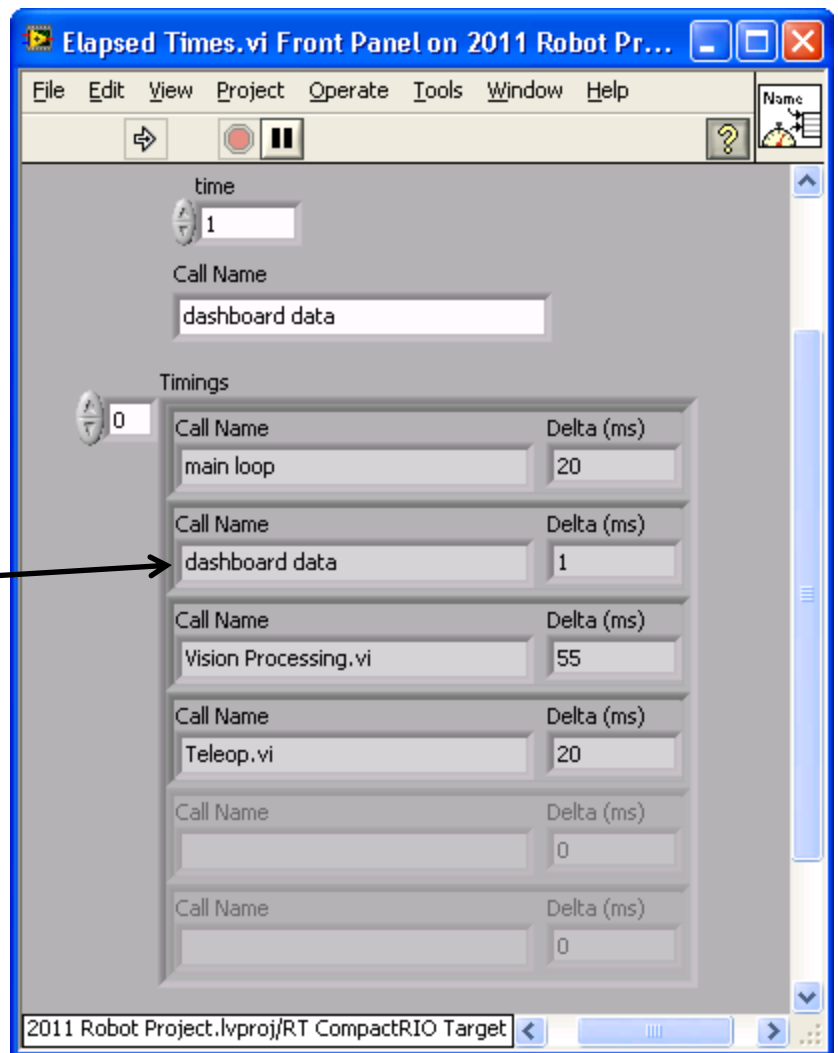 Elapsed Times.vi Front Panel on 2011 Robot Pr...
File Edit View Project Operate Tools Window Help
Name
time
1
Call Name
dashboard data
Timings
0
Call Name Delta (ms)
main loop 20
Call Name Delta (ms)
dashboard data 1
Call Name Delta (ms)
Vision Processing.vi 55
Call Name Delta (ms)
Teleop.vi 20
Call Name Delta (ms)
0
Call Name Delta (ms)
0
2011 Robot Project.lvproj/RT CompactRIO Target